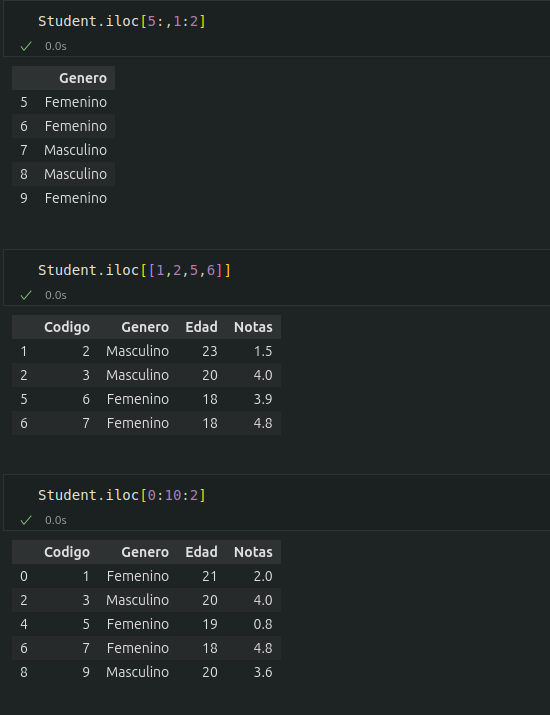 Student.iloc[5:,1:2]
✓ 0.0s
Genero
5 Femenino
6 Femenino
7 Masculino
8 Masculino
9 Femenino
Student.iloc[[1,2,5,6]]
✓ 0.0s
Codigo Genero Edad Notas
1 2 Masculino 23 1.5
2 3 Masculino 20 4.0
5 6 Femenino 18 3.9
6 7 Femenino 18 4.8
Student.iloc[0:10:2]
✓ 0.0s
Codigo Genero Edad Notas
0 1 Femenino 21 2.0
2 3 Masculino 20 4.0
4 5 Femenino 19 0.8
6 7 Femenino 18 4.8
8 9 Masculino 20 3.6